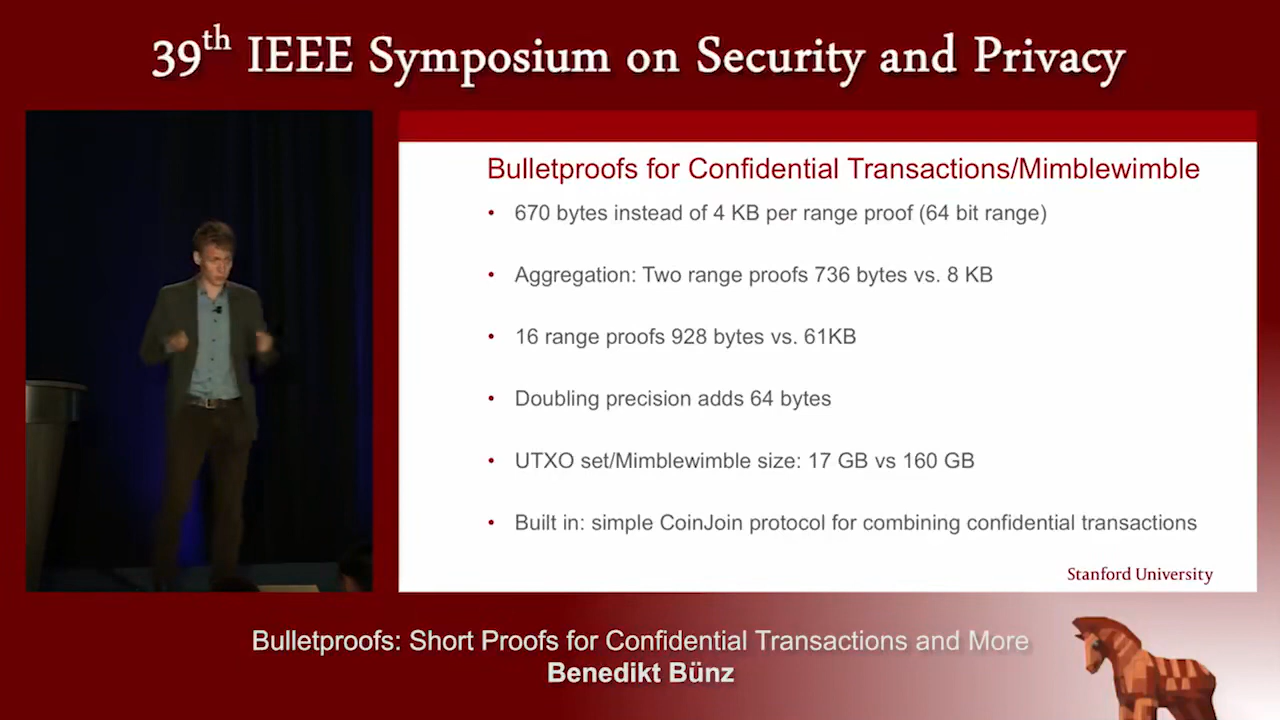 39th IEEE Symposium on Security and Privacy
Bulletproofs for Confidential Transactions/Mimblewimble
• 670 bytes instead of 4 KB per range proof (64 bit range)
• Aggregation: Two range proofs 736 bytes vs. 8 KB
• 16 range proofs 928 bytes vs. 61KB
• Doubling precision adds 64 bytes
• UTXO set/Mimblewimble size: 17 GB vs 160 GB
• Built in: simple CoinJoin protocol for combining confidential transactions
Stanford University
Bulletproofs: Short Proofs for Confidential Transactions and More
Benedikt Bünz